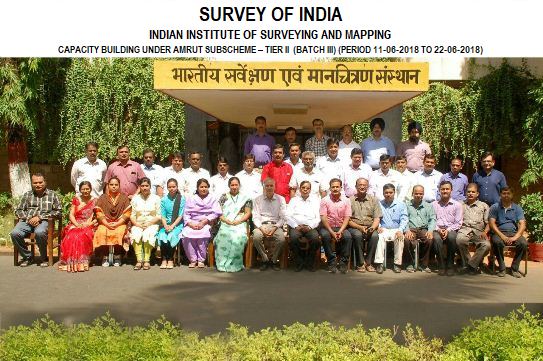 SURVEY OF INDIA
INDIAN INSTITUTE OF SURVEYING AND MAPPING
CAPACITY BUILDING UNDER AMRUT SUBSCHEME – TIER II (BATCH III) (PERIOD 11-06-2018 TO 22-06-2018)
भारतीय सर्वेक्षण एवं मानचित्रण संस्थान